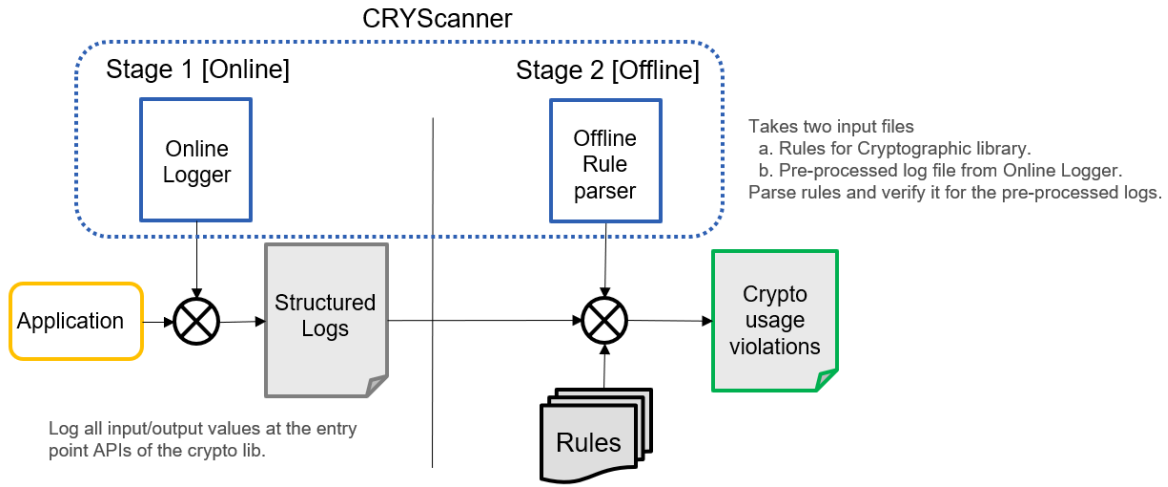 CRYScanner
Stage 1 [Online]
Stage 2 [Offline]
Online
Logger
Offline
Rule
parser
Takes two input files
a. Rules for Cryptographic library.
b. Pre-processed log file from Online Logger.
Parse rules and verify it for the pre-processed logs.
Application
Structured
Logs
Crypto
usage
violations
Log all input/output values at the entry
point APIs of the crypto lib.
Rules